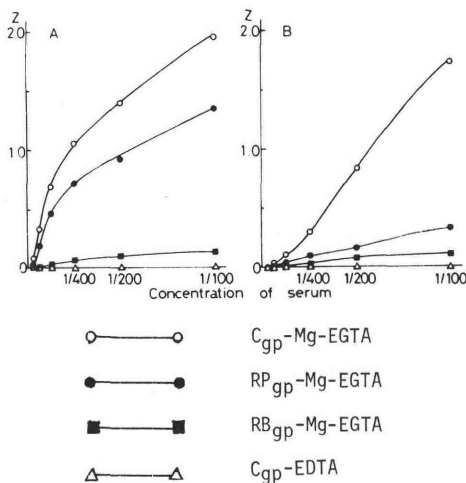 Z
A
B
2.0
2.0
1.0
1.0
0
0
1/400 1/200 1/100
1/400 1/200 1/100
Concentration of serum
Cgp-Mg-EGTA
RPgp-Mg-EGTA
RBgp-Mg-EGTA
Cgp-EDTA